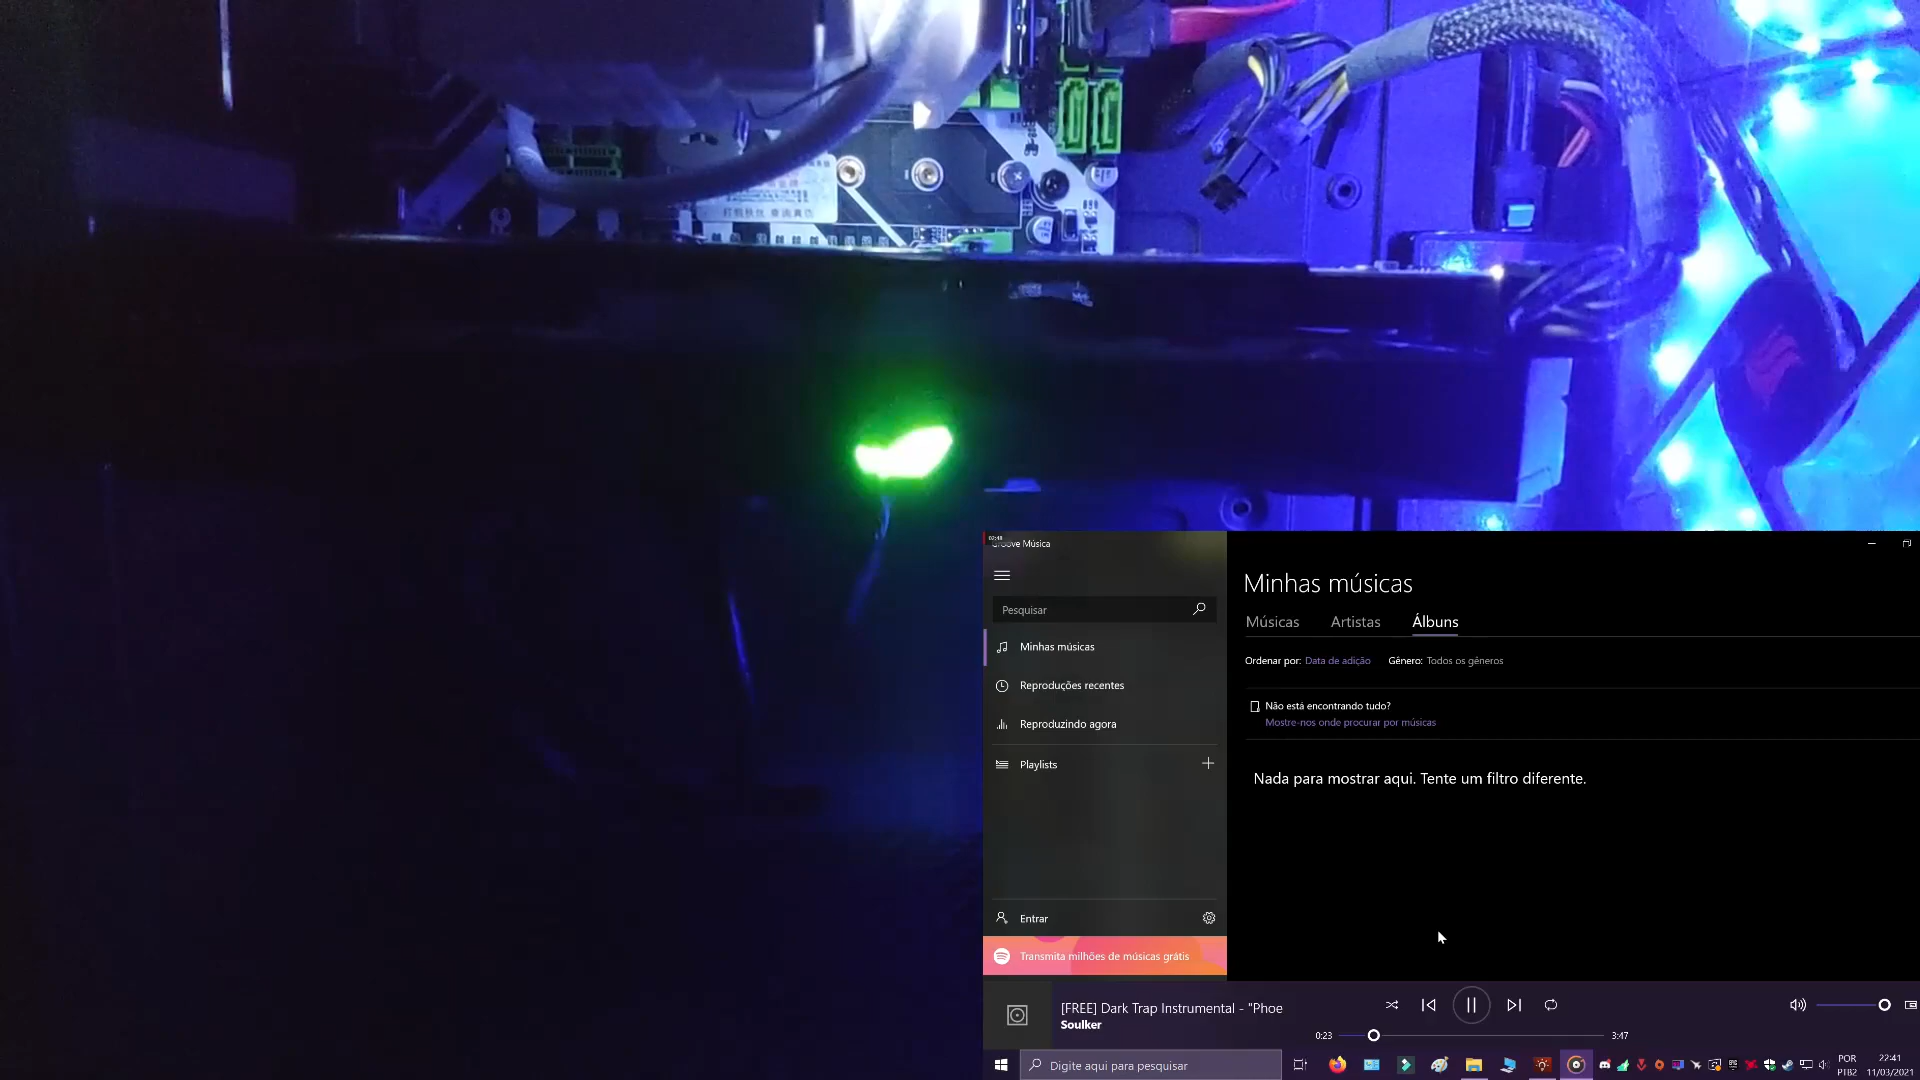 02:48
Groove Música
Pesquisar
Minhas músicas
Reproduções recentes
Reproduzindo agora
Playlists
Entrar
Transmita milhões de músicas grátis
Minhas músicas
Músicas Artistas Álbuns
Ordenar por: Data de adição Gênero: Todos os gêneros
Não está encontrando tudo?
Mostre-nos onde procurar por músicas
Nada para mostrar aqui. Tente um filtro diferente.
[FREE] Dark Trap Instrumental - "Phoe
Soulker
0:23
3:47
Digite aqui para pesquisar
POR
PTB2
22:41
11/03/2021